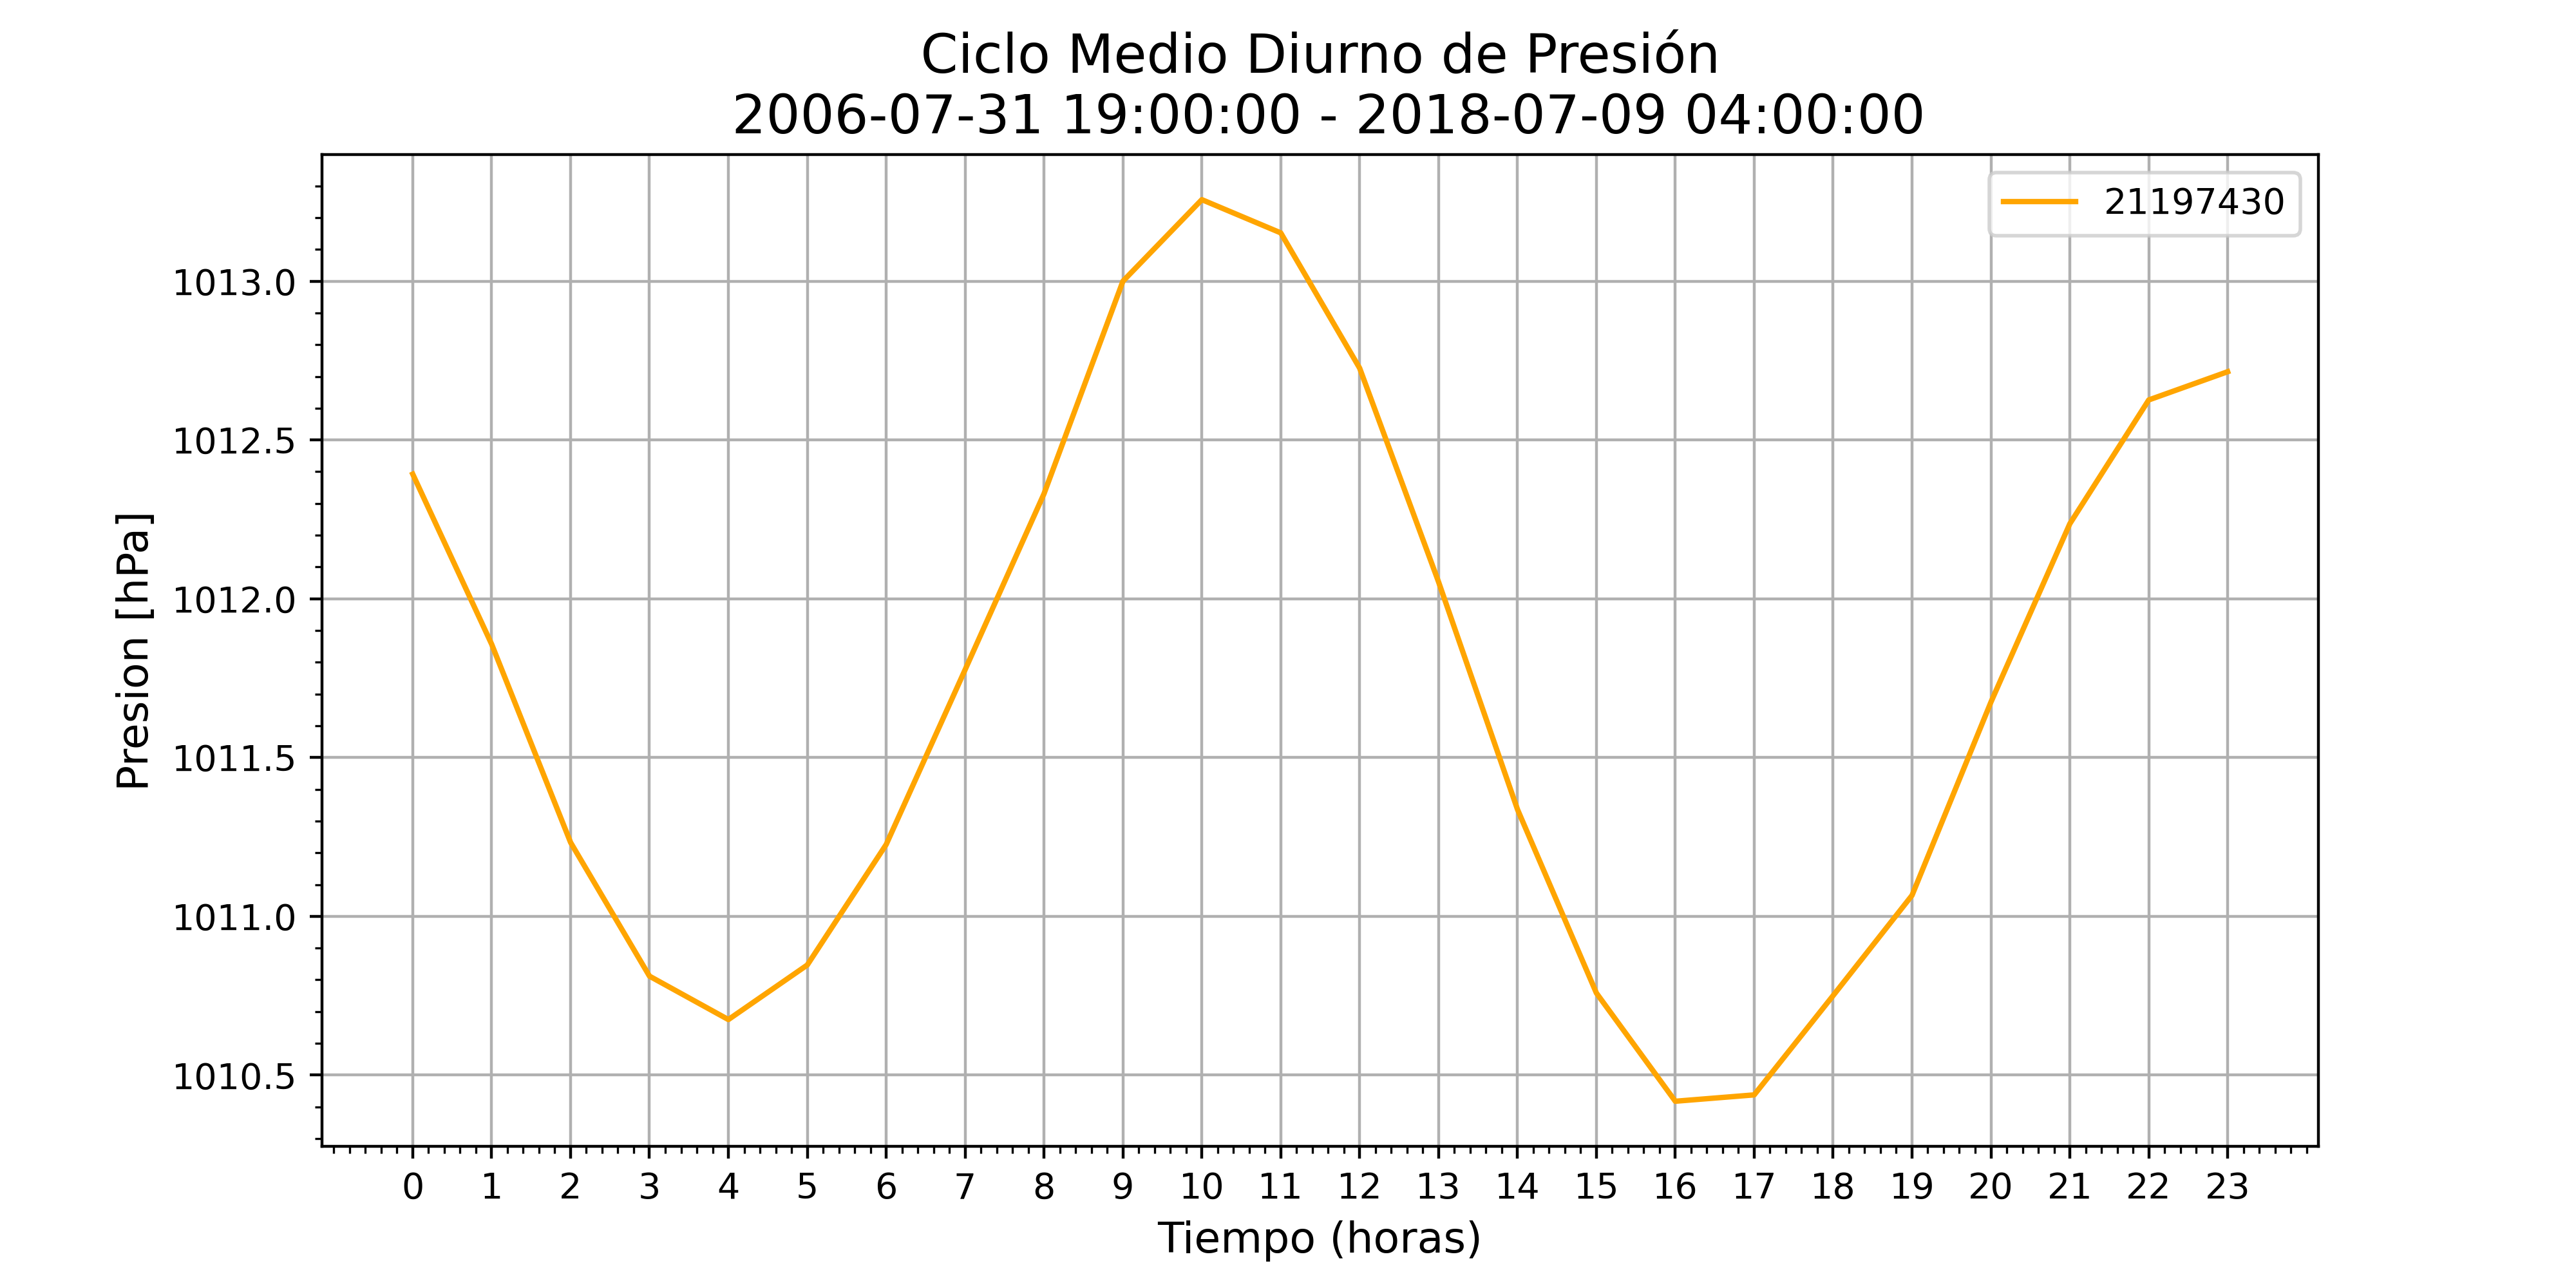 Ciclo Medio Diurno de Presión
2006-07-31 19:00:00 - 2018-07-09 04:00:00
21197430
1013.0
1012.5
1012.0
1011.5
1011.0
1010.5
Presion [hPa]
0 1 2 3 4 5 6 7 8 9 10 11 12 13 14 15 16 17 18 19 20 21 22 23
Tiempo (horas)